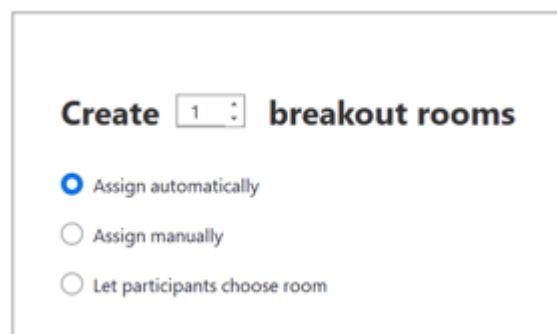 Create 1 breakout rooms
Assign automatically
Assign manually
Let participants choose room